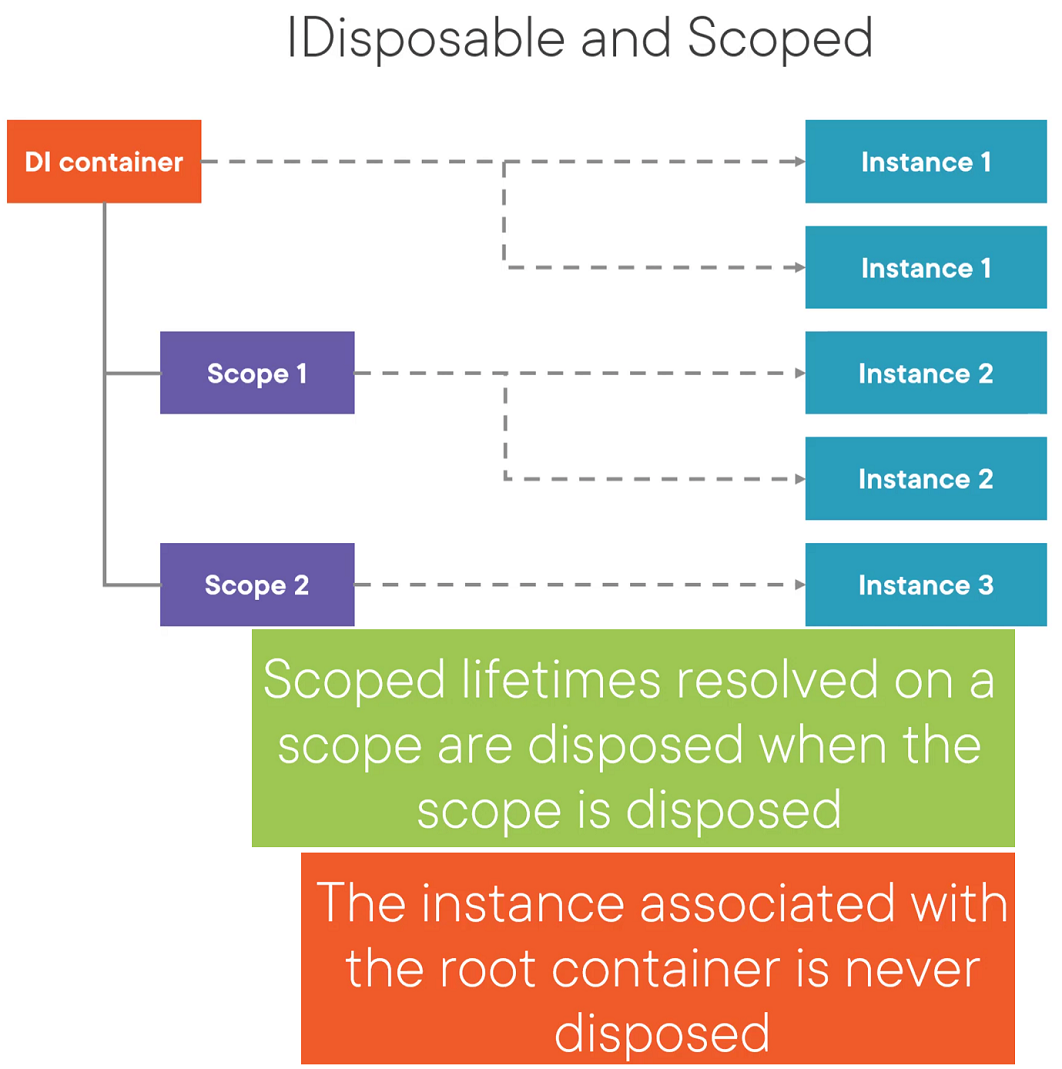 IDisposable and Scoped
DI container
Instance 1
Instance 1
Scope 1
Instance 2
Instance 2
Scope 2
Instance 3
Scoped lifetimes resolved on a
scope are disposed when the
scope is disposed
The instance associated with
the root container is never
disposed